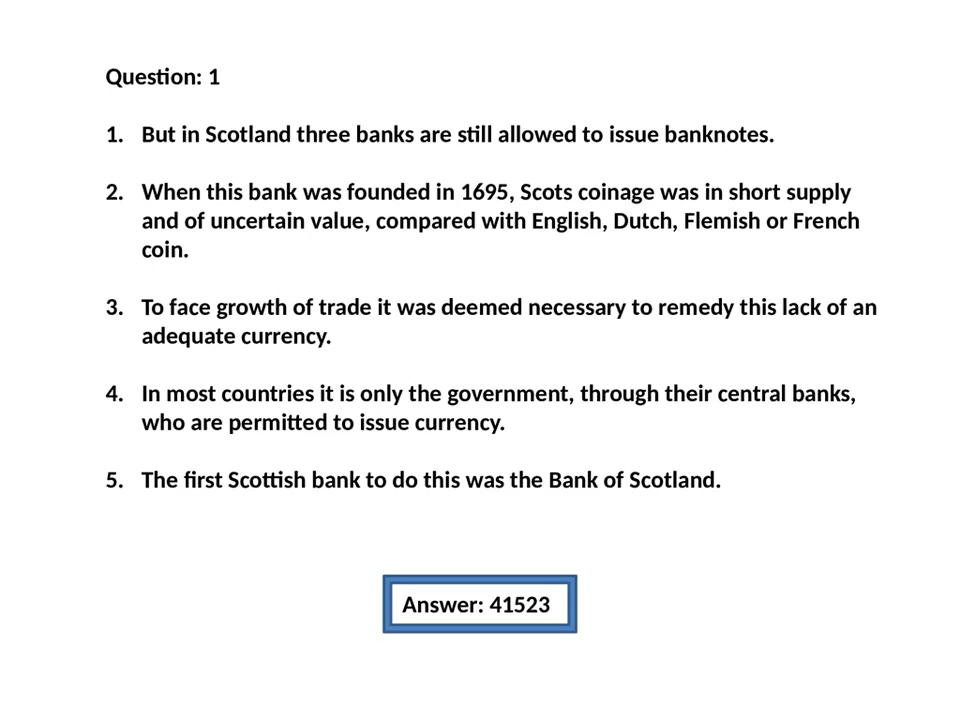 Question: 1
1. But in Scotland three banks are still allowed to issue banknotes.
2. When this bank was founded in 1695, Scots coinage was in short supply
and of uncertain value, compared with English, Dutch, Flemish or French
coin.
3. To face growth of trade it was deemed necessary to remedy this lack of an
adequate currency.
4. In most countries it is only the government, through their central banks,
who are permitted to issue currency.
5. The first Scottish bank to do this was the Bank of Scotland.
Answer: 41523